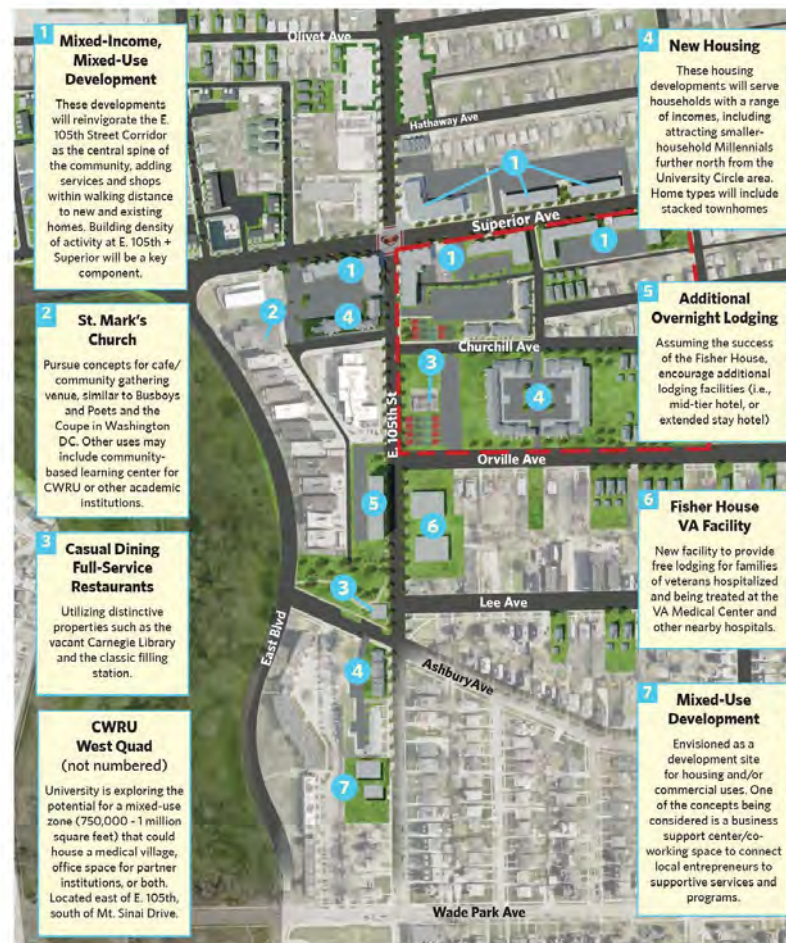 1
Mixed-Income,
Mixed-Use
Development
These developments
will reinvigorate the E.
105th Street Corridor
as the central spine of
the community, adding
services and shops
within walking distance
to new and existing
homes. Building density
of activity at E. 105th +
Superior will be a key
component.
2
St. Mark's
Church
Pursue concepts for cafe/
community gathering
venue, similar to Busboys
and Poets and the
Coupe in Washington
DC. Other uses may
include community-
based learning center for
CWRU or other academic
institutions.
3
Casual Dining
Full-Service
Restaurants
Utilizing distinctive
properties such as the
vacant Carnegie Library
and the classic filling
station.
CWRU
West Quad
(not numbered)
University is exploring the
potential for a mixed-use
zone (750,000 - 1 million
square feet) that could
house a medical village,
office space for partner
institutions, or both.
Located east of E. 105th,
south of Mt. Sinai Drive.
Olivet Ave
Hathaway Ave
1
Superior Ave
1
1
1
2
4
Churchill Ave
3
4
E. 105th St
Orville Ave
5
6
3
Lee Ave
East Blvd
Ashbury Ave
4
7
Wade Park Ave
4
New Housing
These housing
developments will serve
households with a range
of incomes, including
attracting smaller-
household Millennials
further north from the
University Circle area.
Home types will include
stacked townhomes
5
Additional
Overnight Lodging
Assuming the success
of the Fisher House,
encourage additional
lodging facilities (i.e.,
mid-tier hotel, or
extended stay hotel)
6
Fisher House
VA Facility
New facility to provide
free lodging for families
of veterans hospitalized
and being treated at the
VA Medical Center and
other nearby hospitals.
7
Mixed-Use
Development
Envisioned as a
development site
for housing and/or
commercial uses. One
of the concepts being
considered is a business
support center/co-
working space to connect
local entrepreneurs to
supportive services and
programs.